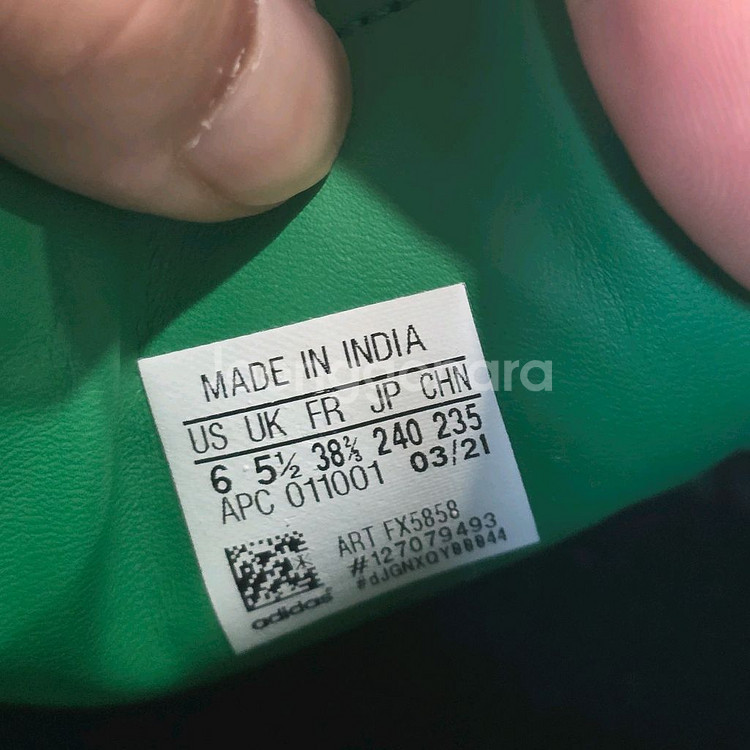 MADE IN INDIA
US UK FR JP CHN
6 5½ 38⅔ 240 235
APC 011001 03/21
ART FX5858
#127079493
adidas